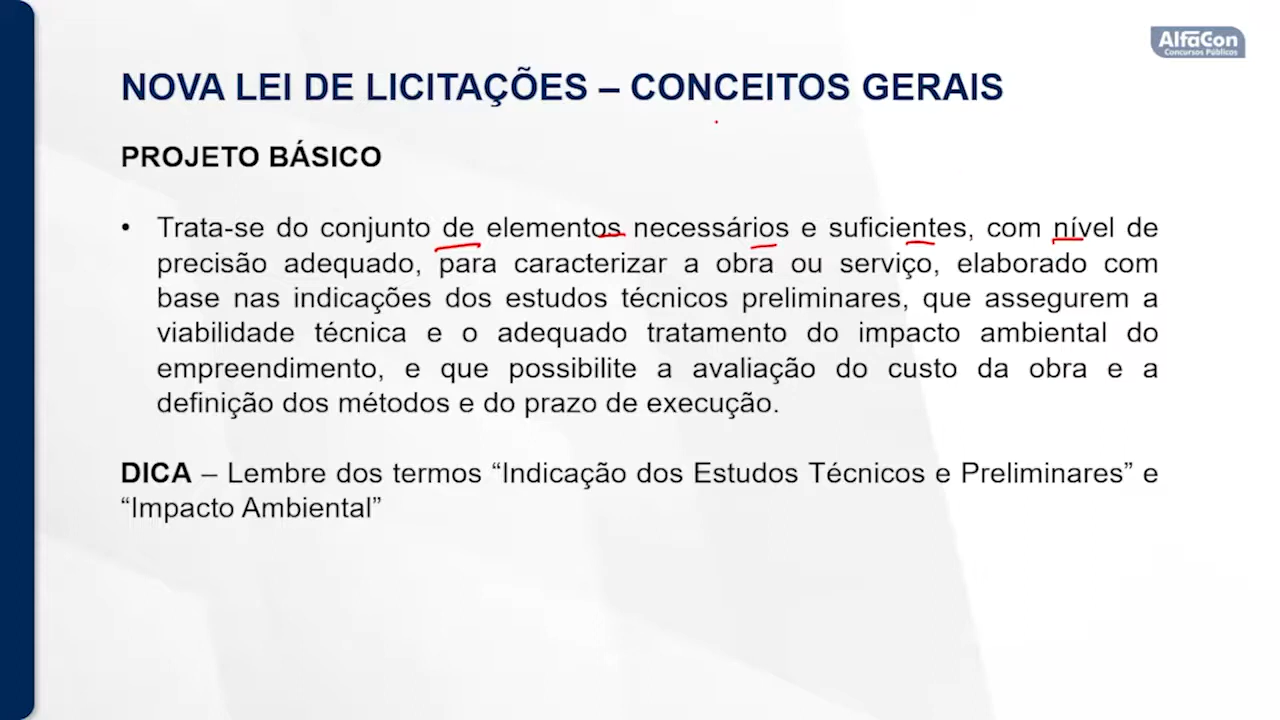 AlfaCon
Concursos Públicos
NOVA LEI DE LICITAÇÕES – CONCEITOS GERAIS
PROJETO BÁSICO
• Trata-se do conjunto de elementos necessários e suficientes, com nível de
precisão adequado, para caracterizar a obra ou serviço, elaborado com
base nas indicações dos estudos técnicos preliminares, que assegurem a
viabilidade técnica e o adequado tratamento do impacto ambiental do
empreendimento, e que possibilite a avaliação do custo da obra e a
definição dos métodos e do prazo de execução.
DICA – Lembre dos termos “Indicação dos Estudos Técnicos e Preliminares” e
“Impacto Ambiental”